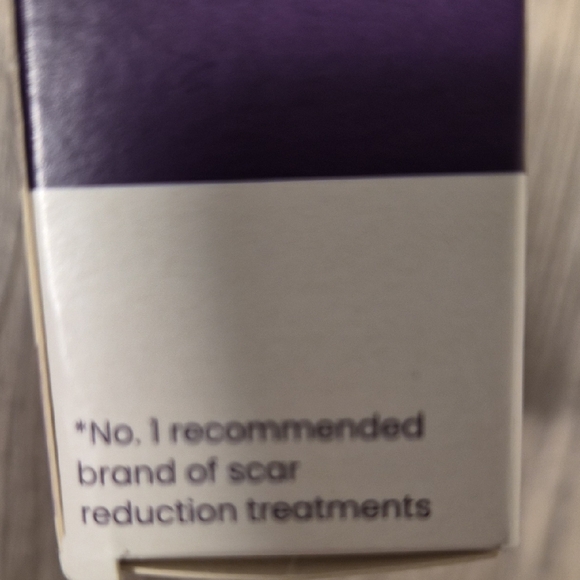 *No. 1 recommended
brand of scar
reduction treatments